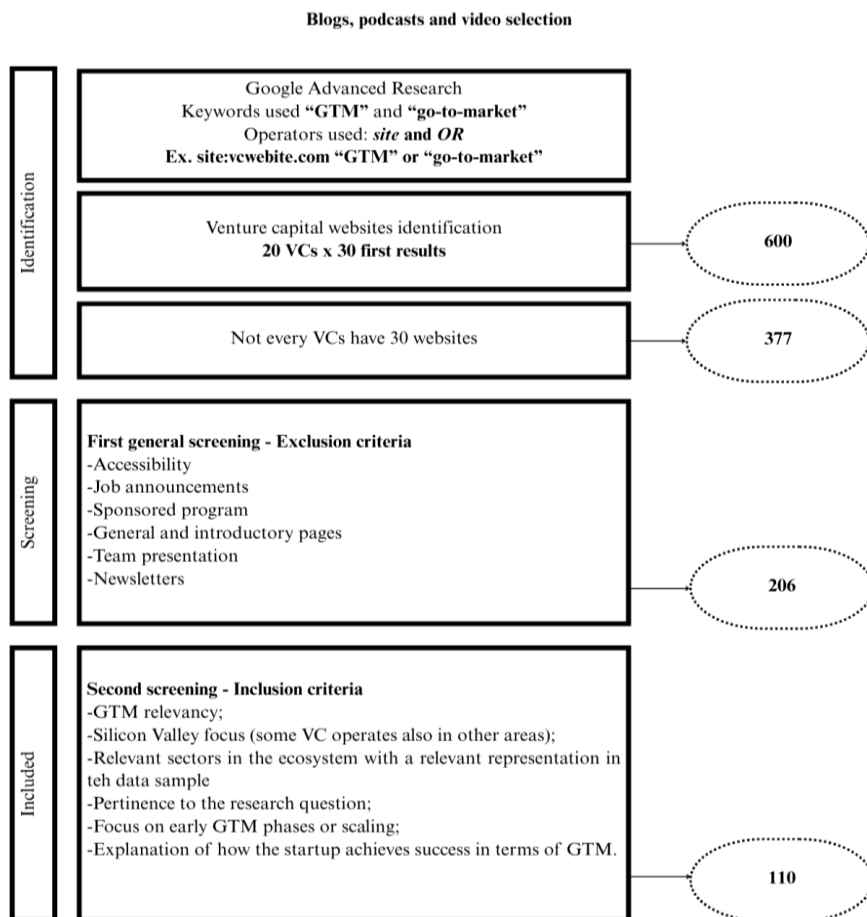 Blogs, podcasts and video selection
Identification
Google Advanced Research
Keywords used “GTM” and “go-to-market”
Operators used: site and OR
Ex. site:vcwebite.com “GTM” or “go-to-market”
Venture capital websites identification
20 VCs x 30 first results
600
Not every VCs have 30 websites
377
Screening
First general screening - Exclusion criteria
-Accessibility
-Job announcements
-Sponsored program
-General and introductory pages
-Team presentation
-Newsletters
206
Included
Second screening - Inclusion criteria
-GTM relevancy;
-Silicon Valley focus (some VC operates also in other areas);
-Relevant sectors in the ecosystem with a relevant representation in
teh data sample
-Pertinence to the research question;
-Focus on early GTM phases or scaling;
-Explanation of how the startup achieves success in terms of GTM.
110